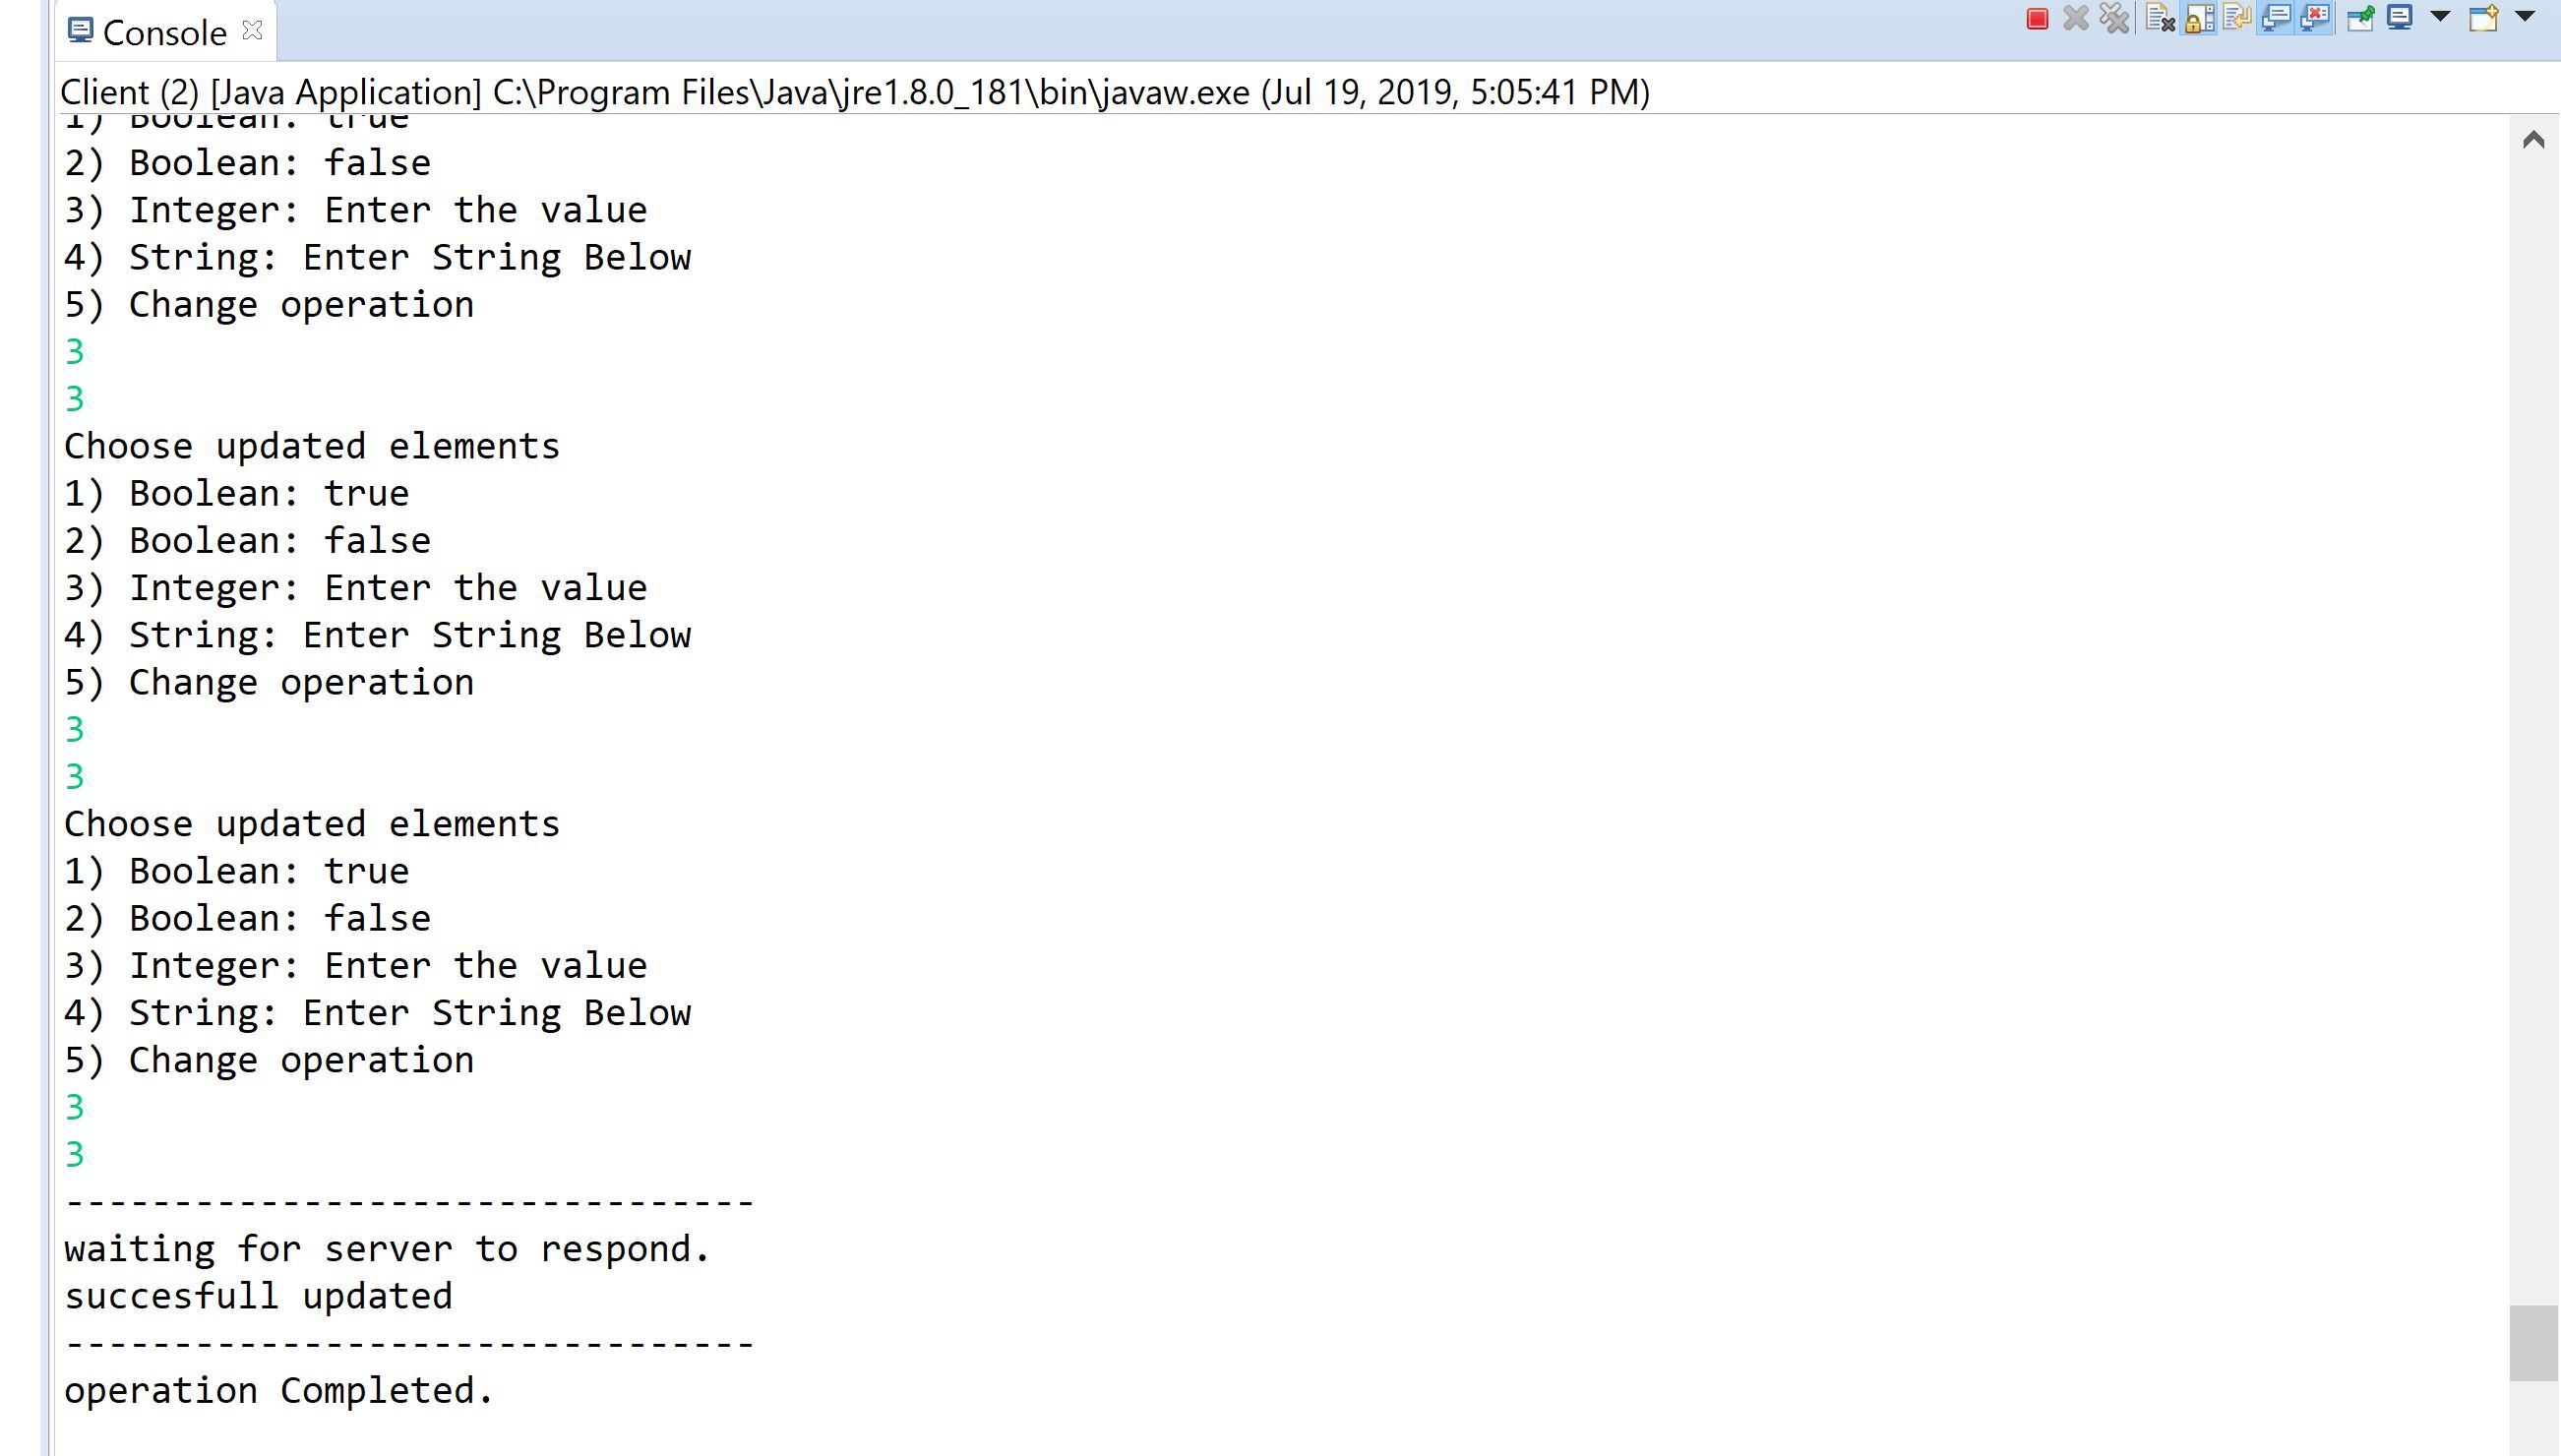 Console
Client (2) [Java Application] C:\Program Files\Java\jre1.8.0_181\bin\javaw.exe (Jul 19, 2019, 5:05:41 PM)
1) Boolean: true
2) Boolean: false
3) Integer: Enter the value
4) String: Enter String Below
5) Change operation
3
3
Choose updated elements
1) Boolean: true
2) Boolean: false
3) Integer: Enter the value
4) String: Enter String Below
5) Change operation
3
3
Choose updated elements
1) Boolean: true
2) Boolean: false
3) Integer: Enter the value
4) String: Enter String Below
5) Change operation
3
3
--------------------------------
waiting for server to respond.
succesfull updated
--------------------------------
operation Completed.